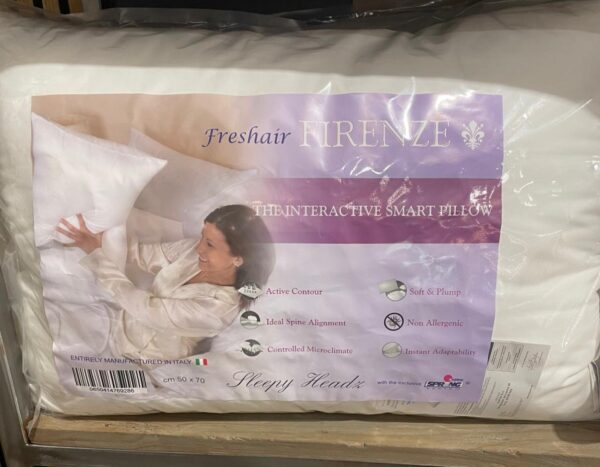 Freshair FIRENZE
THE INTERACTIVE SMART PILLOW
Active Contour
Soft & Plump
Ideal Spine Alignment
Non Allergenic
Controlled Microclimate
Instant Adaptability
ENTIRELY MANUFACTURED IN ITALY
cm 50 x 70
Sleepy Headz
with the exclusive SPRING